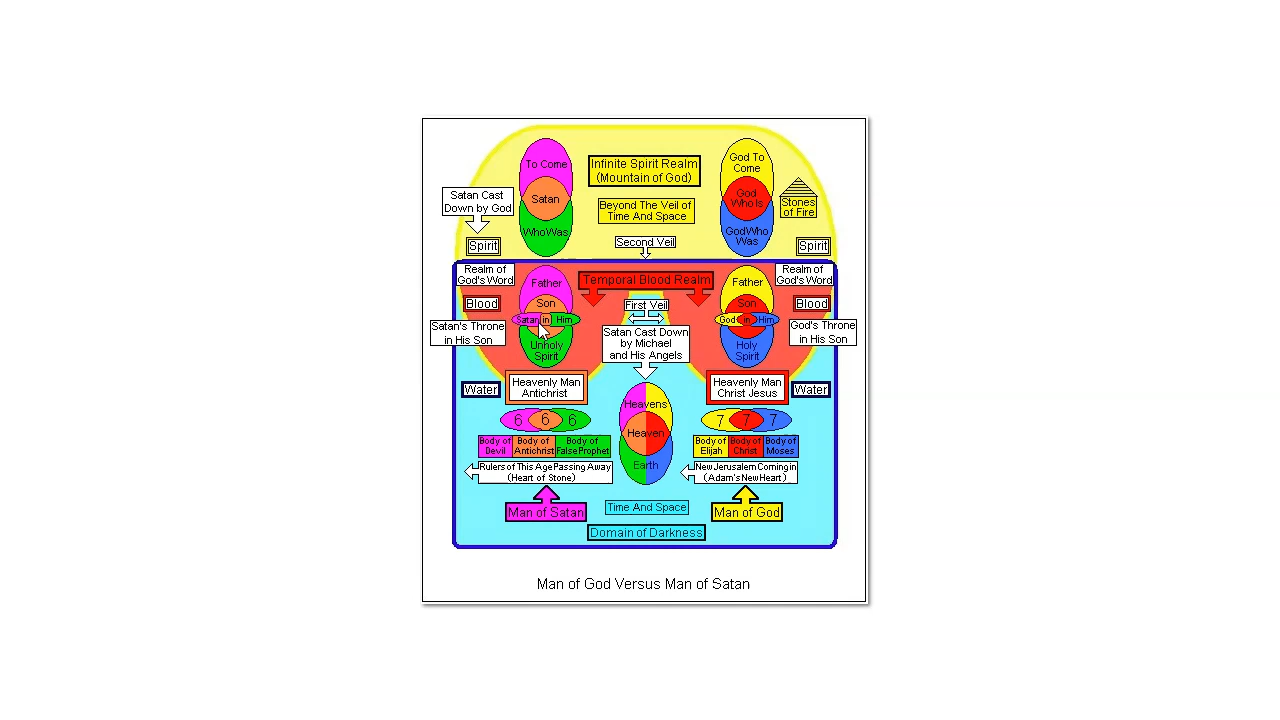 To Come
Satan
WhoWas
Infinite Spirit Realm
(Mountain of God)
Beyond The Veil of
Time And Space
God To
Come
God
Who Is
GodWho
Was
Stones
of Fire
Satan Cast
Down by God
Spirit
Second Veil
Spirit
Realm of
God's Word
Father
Son
Satan in Him
Unholy
Spirit
Temporal Blood Realm
Father
Son
God in Him
Holy
Spirit
Realm of
God's Word
Blood
First Veil
Blood
Satan's Throne
in His Son
Satan Cast Down
by Michael
and His Angels
God's Throne
in His Son
Water
Heavenly Man
Antichrist
Heavenly Man
Christ Jesus
Water
Heavens
Heaven
Earth
6 6 6
7 7 7
Body of
Devil
Body of
Antichrist
Body of
False Prophet
Body of
Elijah
Body of
Christ
Body of
Moses
Rulers of This Age Passing Away
(Heart of Stone)
New Jerusalem Coming in
(Adam's New Heart)
Man of Satan
Time And Space
Man of God
Domain of Darkness
Man of God Versus Man of Satan